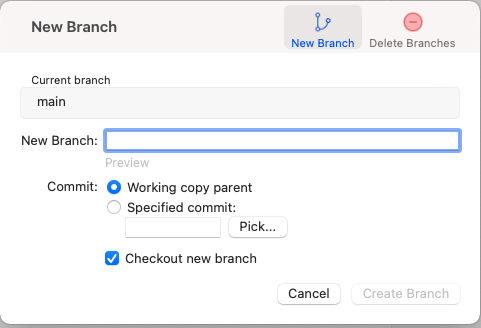 New Branch
New Branch
Delete Branches
Current branch
main
New Branch:
Preview
Commit:
Working copy parent
Specified commit:
Pick...
Checkout new branch
Cancel
Create Branch